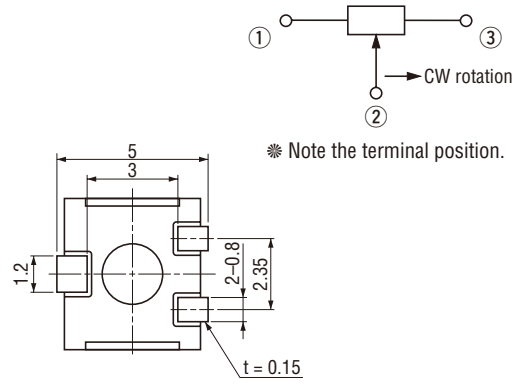 ① ③
CW rotation
②
❋ Note the terminal position.
5
3
1.2
2–0.8
2.35
t = 0.15